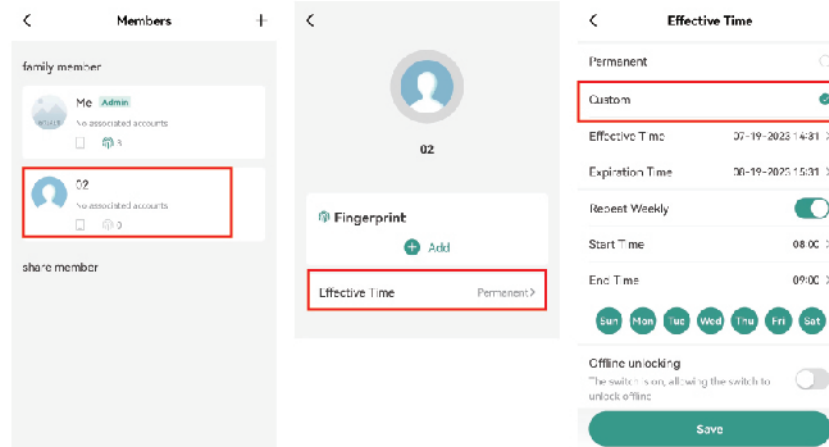 Members
family member
Me Admin
No associated accounts
3
02
No associated accounts
0
share member
02
Fingerprint
Add
Effective Time Permanent
Effective Time
Permanent
Custom
Effective Time 07-19-2023 14:31
Expiration Time 08-19-2023 15:31
Repeat Weekly
Start Time 08:00
End Time 09:00
Sun Mon Tue Wed Thu Fri Sat
Offline unlocking
The switch is on, allowing the switch to
unlock offline
Save